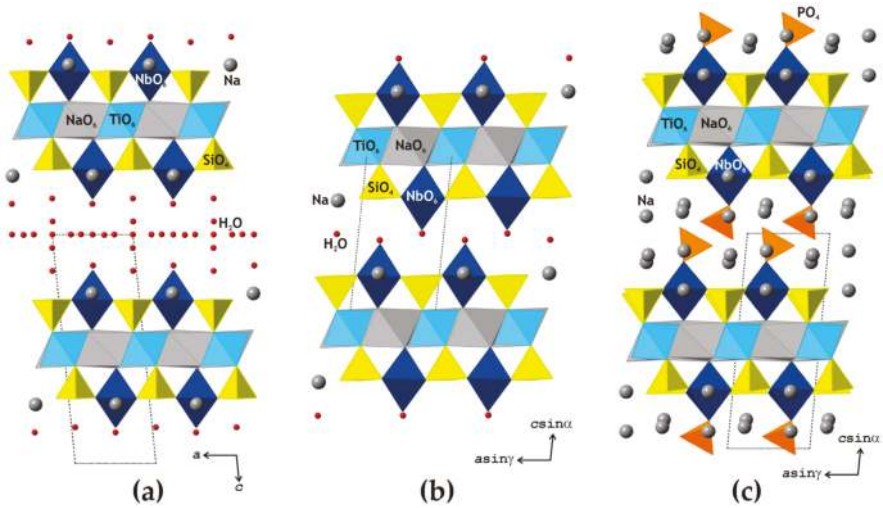 NbO₆
Na
NaO₆
TiO₆
SiO₄
H₂O
a
c
(a)
TiO₆
NaO₆
SiO₄
NbO₆
Na
H₂O
csinα
asinγ
(b)
PO₄
TiO₆
NaO₆
SiO₄
NbO₆
Na
csinα
asinγ
(c)